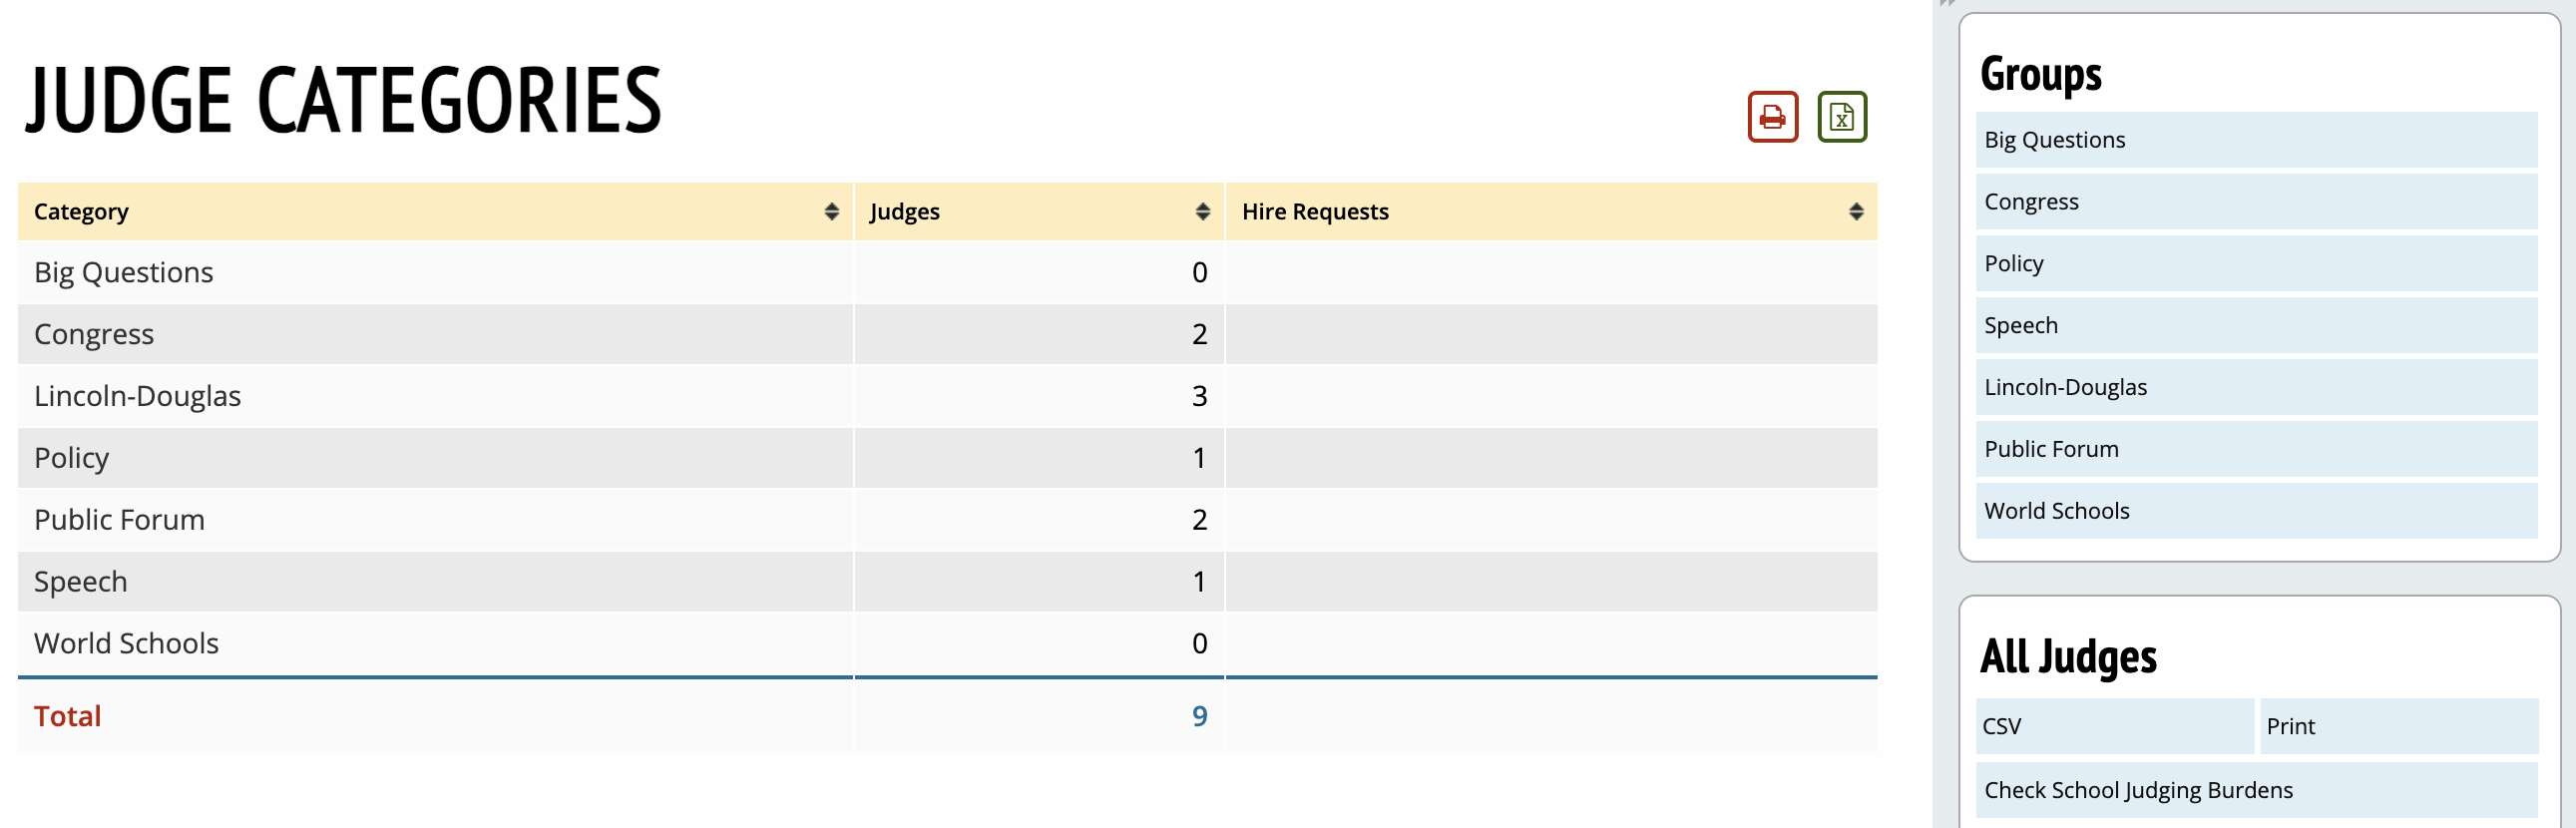 JUDGE CATEGORIES
Category Judges Hire Requests
Big Questions 0
Congress 2
Lincoln-Douglas 3
Policy 1
Public Forum 2
Speech 1
World Schools 0
Total 9
Groups
Big Questions
Congress
Policy
Speech
Lincoln-Douglas
Public Forum
World Schools
All Judges
CSV Print
Check School Judging Burdens